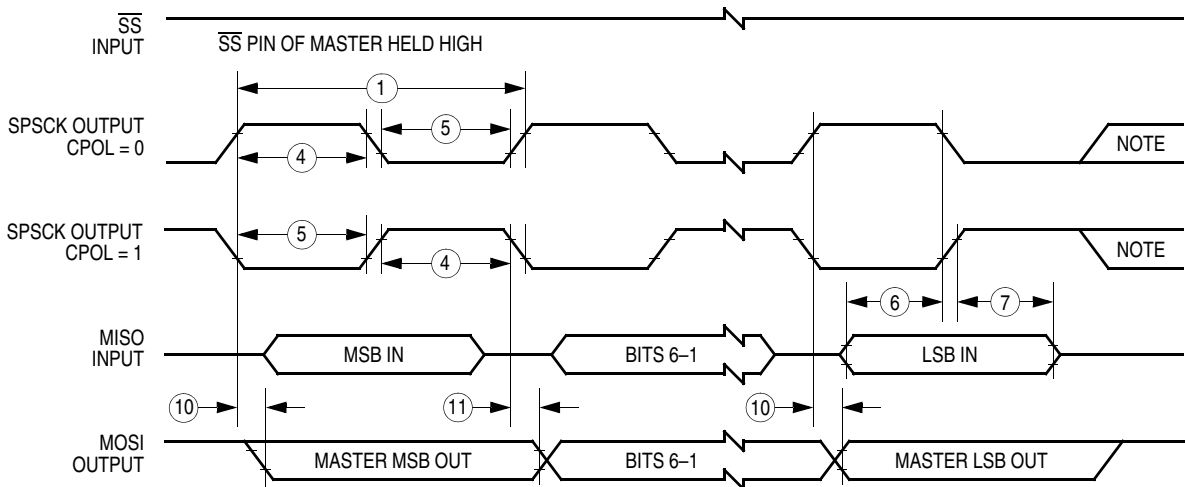 SS
INPUT
SS PIN OF MASTER HELD HIGH
1
SPSCK OUTPUT
CPOL = 0
5
4
NOTE
SPSCK OUTPUT
CPOL = 1
5
4
NOTE
6
7
MISO
INPUT
MSB IN
BITS 6–1
LSB IN
10
11
10
MOSI
OUTPUT
MASTER MSB OUT
BITS 6–1
MASTER LSB OUT